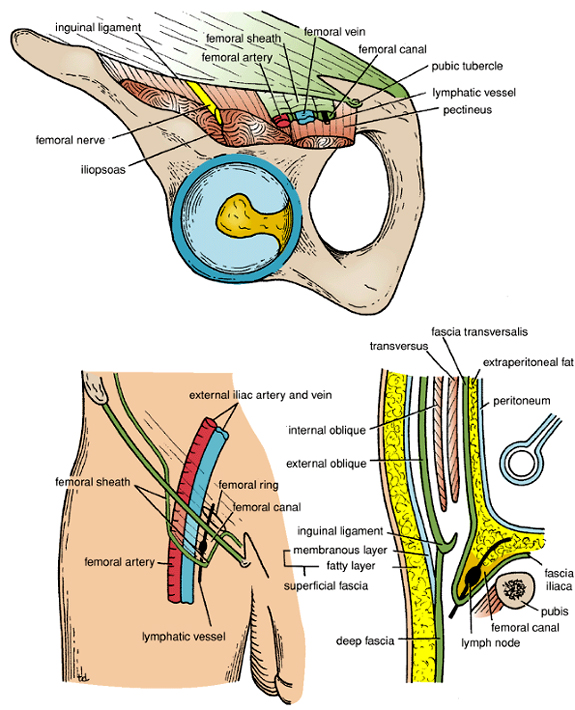 inguinal ligament
femoral sheath
femoral artery
femoral vein
femoral canal
pubic tubercle
lymphatic vessel
pectineus
femoral nerve
iliopsoas
external iliac artery and vein
femoral sheath
femoral ring
femoral canal
femoral artery
lymphatic vessel
fascia transversalis
transversus
extraperitoneal fat
peritoneum
internal oblique
external oblique
inguinal ligament
membranous layer
fatty layer
superficial fascia
deep fascia
fascia
iliaca
pubis
femoral canal
lymph node